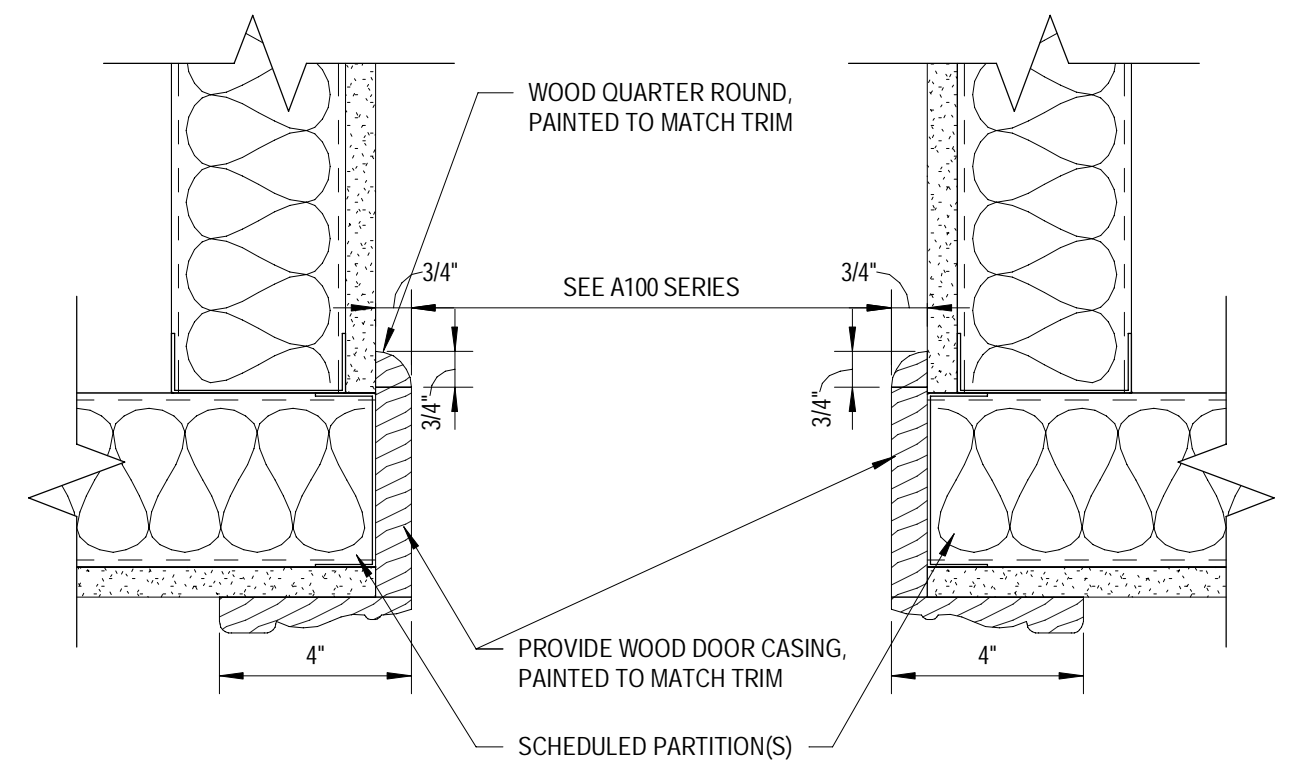 WOOD QUARTER ROUND,
PAINTED TO MATCH TRIM
3/4"
SEE A100 SERIES
3/4"
3/4"
3/4"
4"
PROVIDE WOOD DOOR CASING,
PAINTED TO MATCH TRIM
4"
SCHEDULED PARTITION(S)